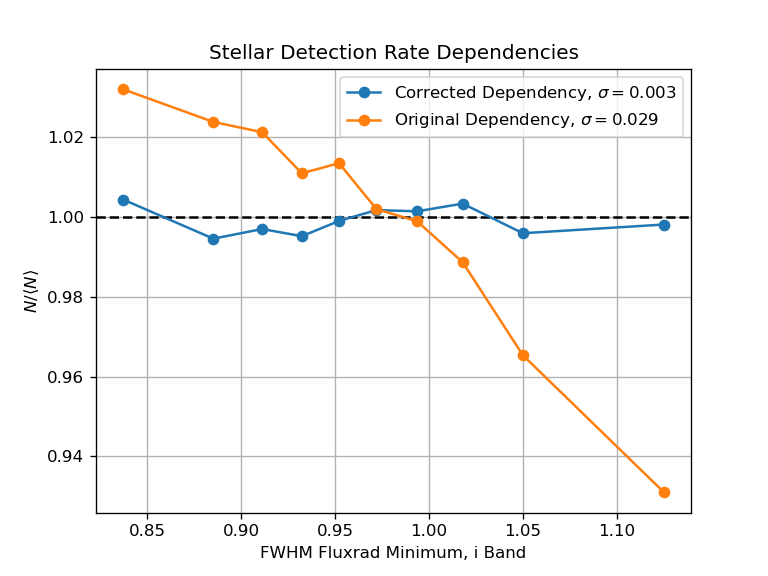 Stellar Detection Rate Dependencies
Corrected Dependency, σ = 0.003
Original Dependency, σ = 0.029
1.02
1.00
0.98
0.96
0.94
N/⟨N⟩
0.85 0.90 0.95 1.00 1.05 1.10
FWHM Fluxrad Minimum, i Band